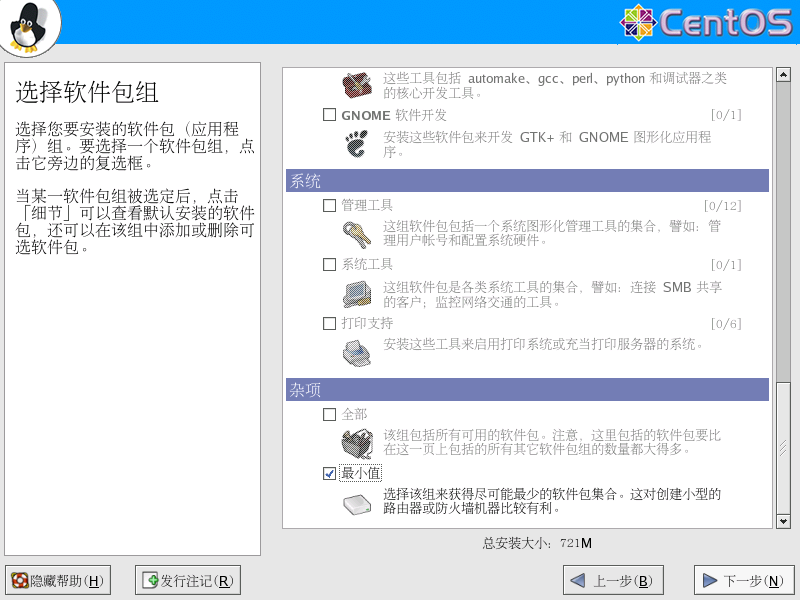 CentOS
选择软件包组
选择您要安装的软件包（应用程
序）组。要选择一个软件包组，点
击它旁边的复选框。
当某一软件包组被选定后，点击
「细节」可以查看默认安装的软件
包，还可以在该组中添加或删除可
选软件包。
这些工具包括 automake、gcc、perl、python 和调试器之类
的核心开发工具。
GNOME 软件开发 [0/1]
安装这些软件包来开发 GTK+ 和 GNOME 图形化应用程
序。
系统
管理工具 [0/12]
这组软件包包括一个系统图形化管理工具的集合，譬如：管
理用户帐号和配置系统硬件。
系统工具 [0/1]
这组软件包是各类系统工具的集合，譬如：连接 SMB 共享
的客户；监控网络交通的工具。
打印支持 [0/6]
安装这些工具来启用打印系统或充当打印服务器的系统。
杂项
全部
该组包括所有可用的软件包。注意，这里包括的软件包要比
在这一页上包括的所有其它软件包组的数量都大得多。
最小值
选择该组来获得尽可能最少的软件包集合。这对创建小型的
路由器或防火墙机器比较有利。
总安装大小：721M
隐藏帮助(H) 发行注记(R) 上一步(B) 下一步(N)